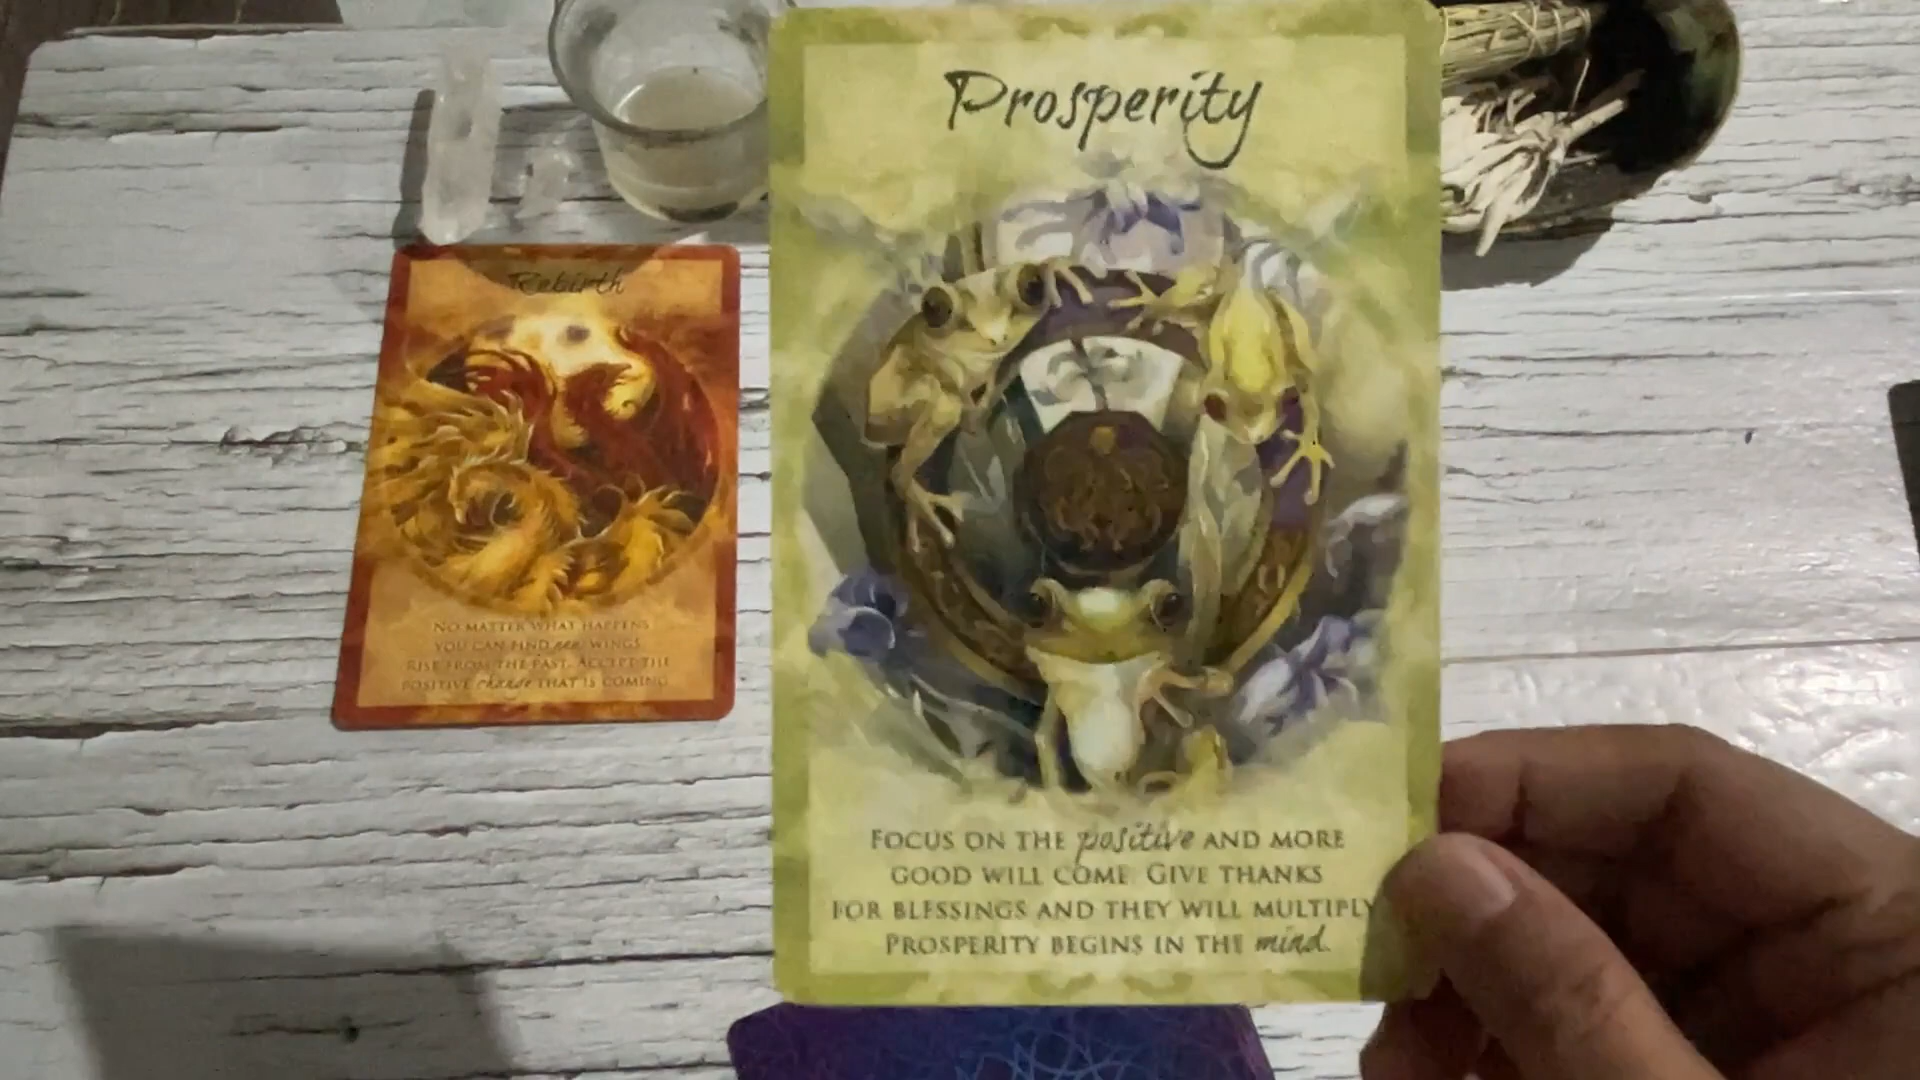 Prosperity
FOCUS ON THE positive AND MORE
GOOD WILL COME. GIVE THANKS
FOR BLESSINGS AND THEY WILL MULTIPLY
PROSPERITY BEGINS IN THE mind.
Rebirth
NO MATTER WHAT HAPPENS
YOU CAN FIND new WINGS.
RISE FROM THE PAST. ACCEPT THE
POSITIVE change THAT IS COMING